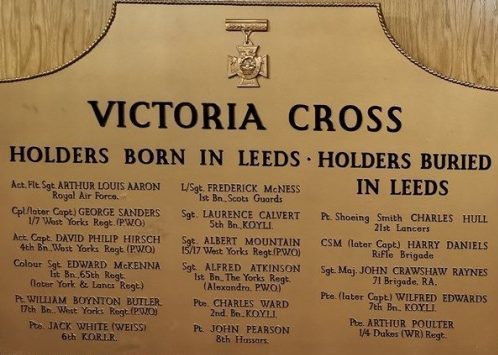 VICTORIA CROSS
HOLDERS BORN IN LEEDS · HOLDERS BURIED
IN LEEDS
Act. Flt. Sgt. ARTHUR LOUIS AARON
Royal Air Force.
Cpl. (later Capt.) GEORGE SANDERS
1/7 West Yorks Regt. (P.W.O)
Act. Capt. DAVID PHILIP HIRSCH
4th Bn., West Yorks Regt. (P.W.O)
Colour Sgt. EDWARD McKENNA
1st Bn., 65th Regt.
(later York & Lancs Regt.)
Pt. WILLIAM BOYNTON BUTLER.
17th Bn., West Yorks Regt. (P.W.O)
Pte. JACK WHITE (WEISS)
6th K.O.R.L.R.
L/Sgt. FREDERICK McNESS
1st Bn., Scots Guards
Sgt. LAURENCE CALVERT
5th Bn., K.O.Y.L.I.
Sgt. ALBERT MOUNTAIN
15/17 West Yorks Regt. (P.W.O)
Sgt. ALFRED ATKINSON
1st Bn., The Yorks Regt.
(Alexandra. P.W.O)
Pte. CHARLES WARD
2nd. Bn., K.O.Y.L.I.
Pt. JOHN PEARSON
8th Hussars.
Pt. Shoeing Smith CHARLES HULL
21st Lancers
CSM (later Capt.) HARRY DANIELS
Rifle Brigade
Sgt. Maj. JOHN CRAWSHAW RAYNES
71 Brigade, RA.
Pte. (later Capt.) WILFRED EDWARDS
7th Bn., K.O.Y.L.I.
Pte. ARTHUR POULTER
1/4 Dukes (WR) Regt.